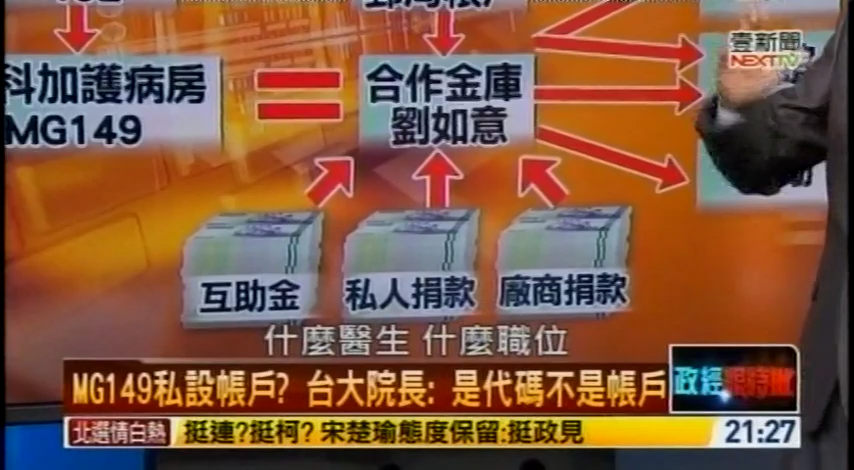 壹新聞
NEXTTV
科加護病房
MG149
合作金庫
劉如意
互助金
私人捐款
廠商捐款
什麼醫生 什麼職位
MG149私設帳戶? 台大院長: 是代碼不是帳戶
政經
北選情白熱
挺連?挺柯? 宋楚瑜態度保留:挺政見
21:27